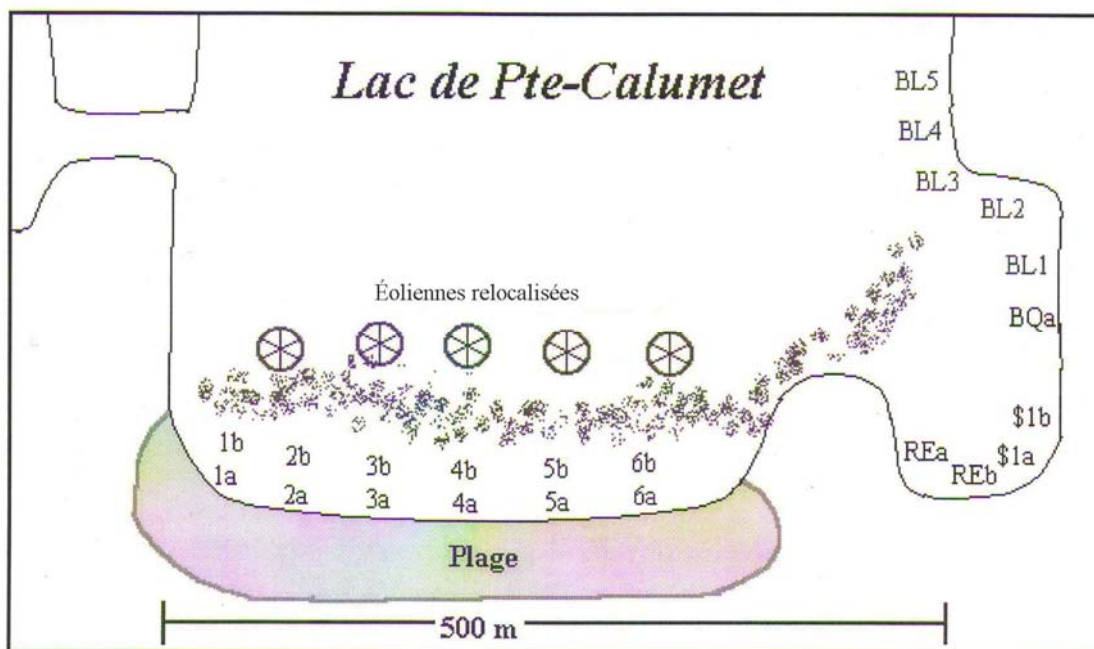 Lac de Pte-Calumet
BL5
BL4
BL3
BL2
BL1
BQa
Éoliennes relocalisées
$1b
$1a
REa
REb
1b 2b 3b 4b 5b 6b
1a 2a 3a 4a 5a 6a
Plage
500 m